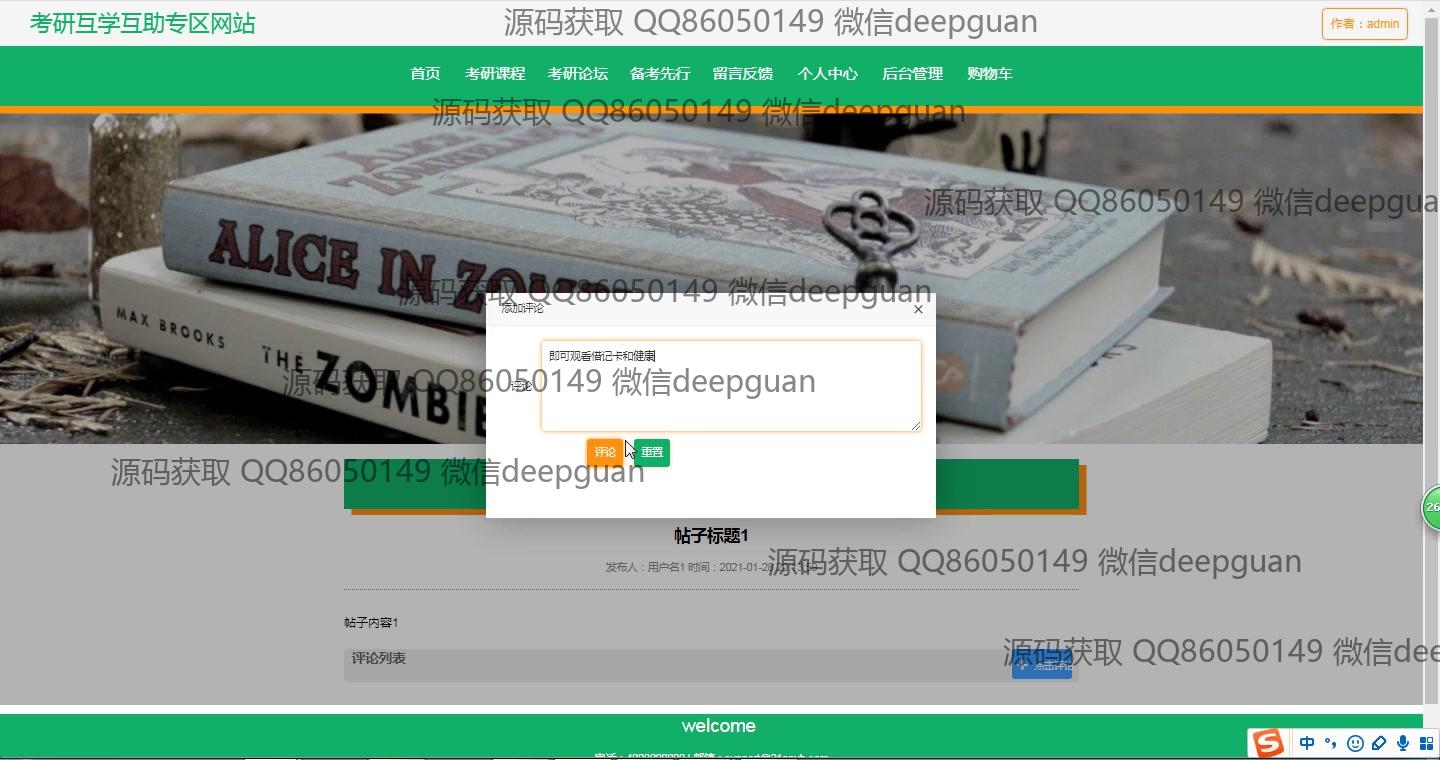 考研互学互助专区网站
源码获取 QQ86050149 微信deepguan
作者：admin
首页 考研课程 考研论坛 备考先行 留言反馈 个人中心 后台管理 购物车
源码获取 QQ86050149 微信deepguan
源码获取 QQ86050149 微信deepgua
ALICE IN ZOM
MAX BROOKS
THE ZOMBIE
源码获取 QQ86050149 微信deepguan
添加评论
即可观看借记卡和健康
评论
源码获取 QQ86050149 微信deepguan
评论 重置
源码获取 QQ86050149 微信deepguan
帖子标题1
发布人：用户名1 时间：2021-01-28
源码获取 QQ86050149 微信deepguan
帖子内容1
评论列表
点击评论
源码获取 QQ86050149 微信dee
welcome
中
26